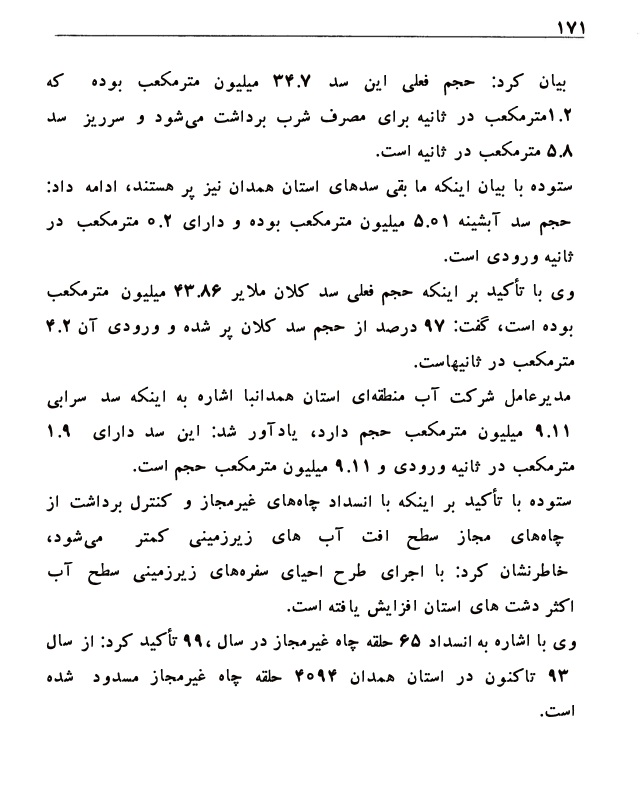 ۱۷۱
بیان کرد: حجم فعلی این سد ۳۴.۷ میلیون مترمکعب بوده که
۱.۲مترمکعب در ثانیه برای مصرف شرب برداشت می‌شود و سرریز سد
۵.۸ مترمکعب در ثانیه است.
ستوده با بیان اینکه ما بقی سدهای استان همدان نیز پر هستند، ادامه داد:
حجم سد آبشینه ۵.۰۱ میلیون مترمکعب بوده و دارای ۰.۲ مترمکعب در
ثانیه ورودی است.
وی با تأکید بر اینکه حجم فعلی سد کلان ملایر ۴۳.۸۶ میلیون مترمکعب
بوده است، گفت: ۹۷ درصد از حجم سد کلان پر شده و ورودی آن ۴.۲
مترمکعب در ثانیهاست.
مدیرعامل شرکت آب منطقه‌ای استان همدانبا اشاره به اینکه سد سرابی
۹.۱۱ میلیون مترمکعب حجم دارد، یادآور شد: این سد دارای ۱.۹
مترمکعب در ثانیه ورودی و ۹.۱۱ میلیون مترمکعب حجم است.
ستوده با تأکید بر اینکه با انسداد چاه‌های غیرمجاز و کنترل برداشت از
چاه‌های مجاز سطح افت آب های زیرزمینی کمتر می‌شود،
خاطرنشان کرد: با اجرای طرح احیای سفره‌های زیرزمینی سطح آب
اکثر دشت های استان افزایش یافته است.
وی با اشاره به انسداد ۶۵ حلقه چاه غیرمجاز در سال ،۹۹ تأکید کرد: از سال
۹۳ تاکنون در استان همدان ۴۰۹۴ حلقه چاه غیرمجاز مسدود شده
است.